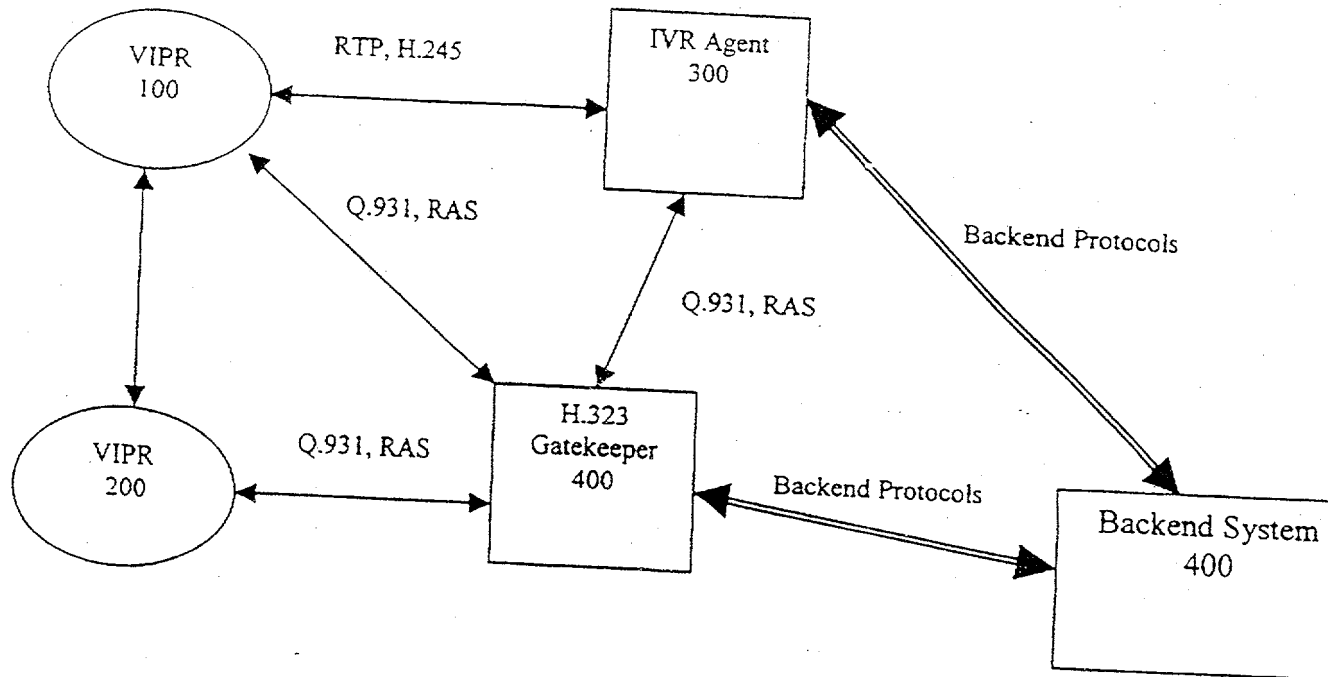 VIPR
100
RTP, H.245
IVR Agent
300
Q.931, RAS
Backend Protocols
Q.931, RAS
VIPR
200
Q.931, RAS
H.323
Gatekeeper
400
Backend Protocols
Backend System
400